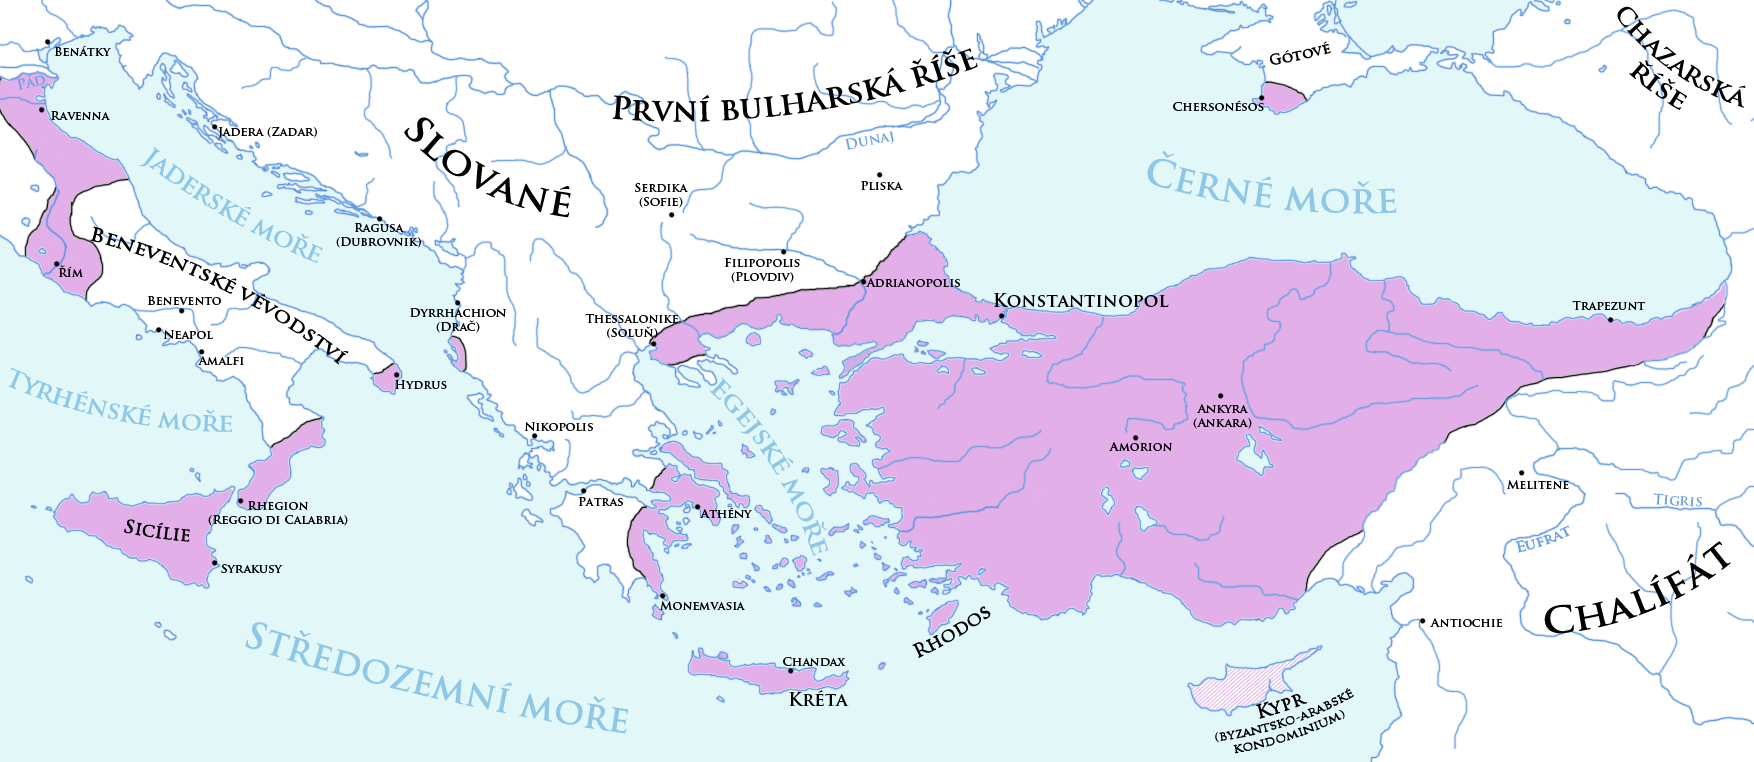 Benátky
Pád
Ravenna
Jadera (Zadar)
Jaderské moře
Slované
První bulharská říše
Dunaj
Pliska
Serdika
(Sofie)
Filipopolis
(Plovdiv)
Adrianopolis
Gótové
Chersonésos
Chazarská
říše
Černé moře
Ragusa
(Dubrovnik)
Řím
Beneventské vévodství
Benevento
Neapol
Amalfi
Hydrus
Dyrrhachion
(Drač)
Thessaloniké
(Soluň)
Konstantinopol
Trapezunt
Tyrhénské moře
Egejské moře
Nikopolis
Patras
Athény
Ankyra
(Ankara)
Amorion
Melitene
Tigris
Eufrat
Chalífát
Rhegion
(Reggio di Calabria)
Sicílie
Syrakusy
Monemvasia
Rhodos
Antiochie
Středozemní moře
Chandax
Kréta
Kypr
(byzantsko-arabské
kondominium)